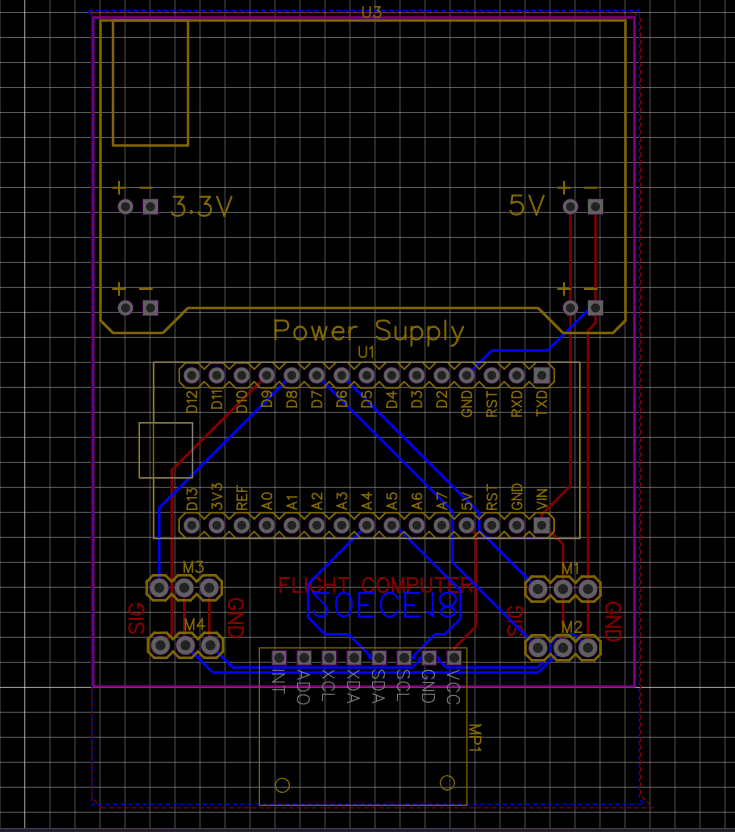 U3
+ − 3.3V
5V + −
+ −
+ −
Power Supply
U1
D12 D11 D10 D9 D8 D7 D6 D5 D4 D3 D2 GND RST RXD TXD
D13 3V3 REF A0 A1 A2 A3 A4 A5 A6 A7 5V RST GND VIN
M3
M1
FLIGHT COMPUTER
SIG
GND
SIG
GND
M4
M2
INT ADO XCL XDA SDA SCL GND VCC
MP1